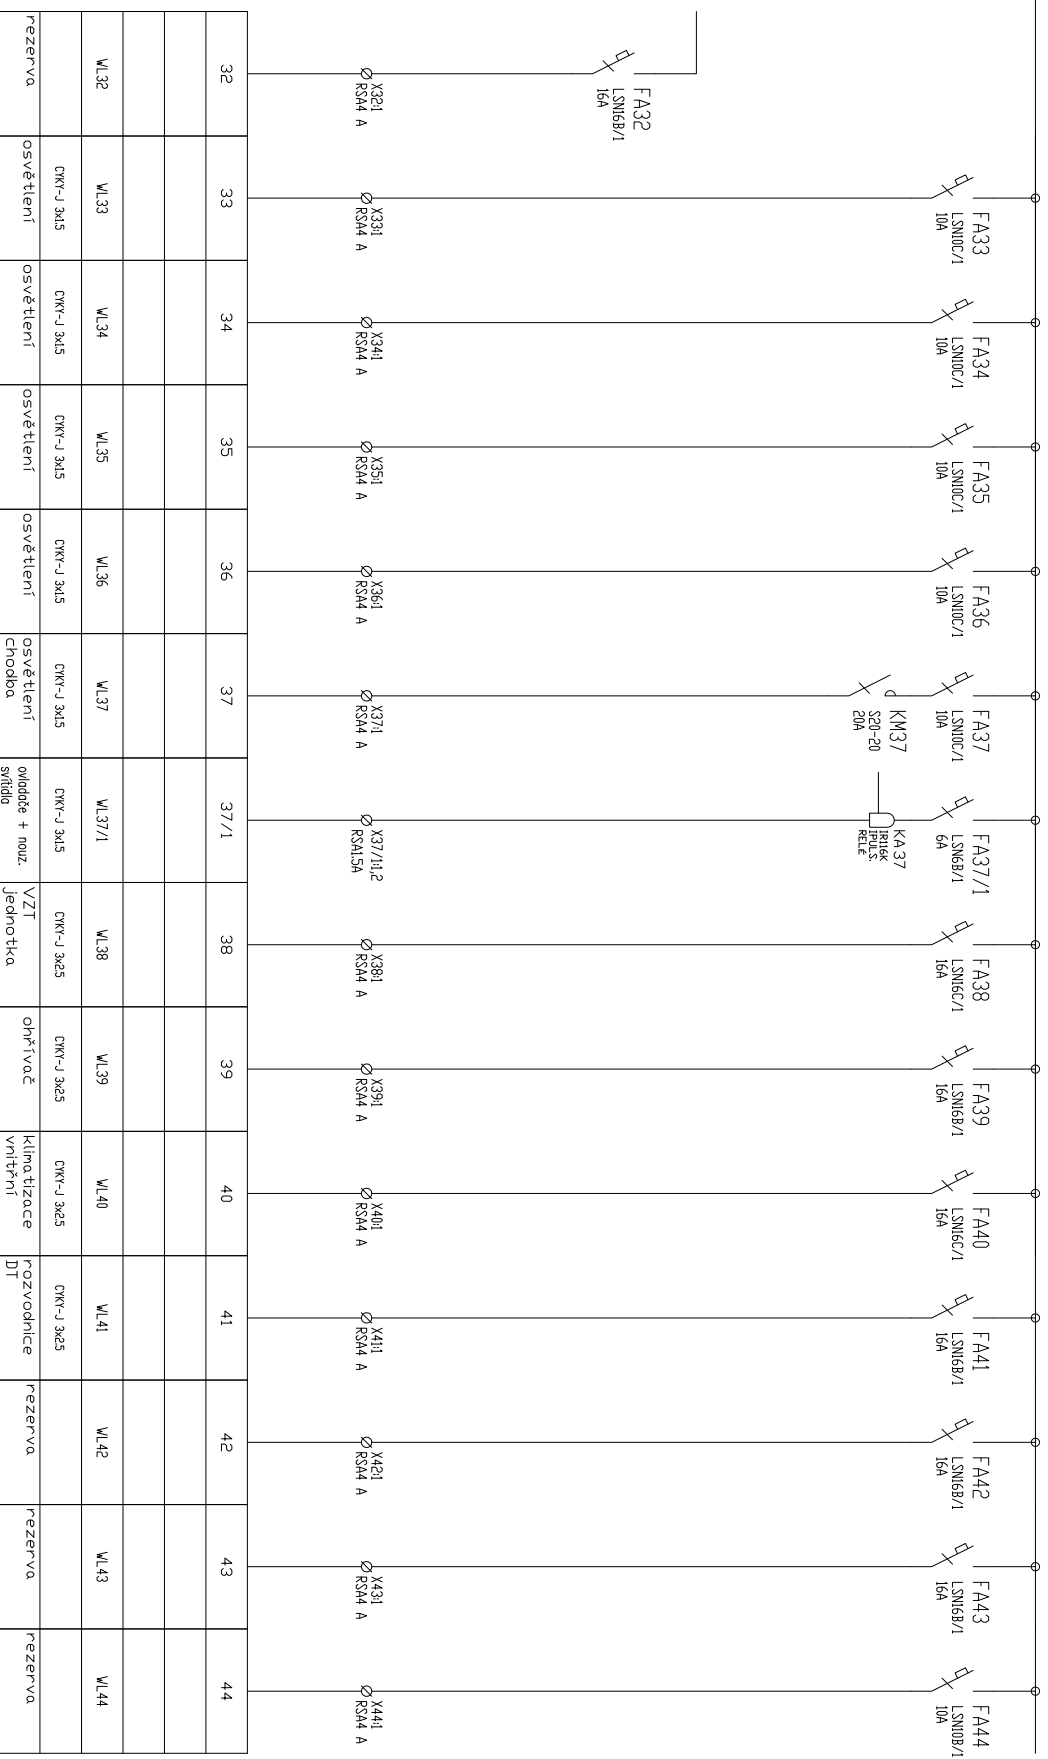 FA32
LSN16B/1
16A
X32:1
RSA4 A
32
WL32
rezerva
FA33
LSN10C/1
10A
X33:1
RSA4 A
33
WL33
CYKY-J 3x1.5
osvětlení
FA34
LSN10C/1
10A
X34:1
RSA4 A
34
WL34
CYKY-J 3x1.5
osvětlení
FA35
LSN10C/1
10A
X35:1
RSA4 A
35
WL35
CYKY-J 3x1.5
osvětlení
FA36
LSN10C/1
10A
X36:1
RSA4 A
36
WL36
CYKY-J 3x1.5
osvětlení
FA37
LSN10C/1
10A
KM37
S20-20
20A
X37:1
RSA4 A
37
WL37
CYKY-J 3x1.5
osvětlení
chodba
FA37/1
LSN6B/1
6A
KA37
IR116K
IPULS.
RELÉ
X37/1:1,2
RSA1.5A
37/1
WL37/1
CYKY-J 3x1.5
ovladače + nouz.
svítidla
FA38
LSN16C/1
16A
X38:1
RSA4 A
38
WL38
CYKY-J 3x2.5
VZT
jednotka
FA39
LSN16B/1
16A
X39:1
RSA4 A
39
WL39
CYKY-J 3x2.5
ohřívač
FA40
LSN16C/1
16A
X40:1
RSA4 A
40
WL40
CYKY-J 3x2.5
klimatizace
vnitřní
FA41
LSN16B/1
16A
X41:1
RSA4 A
41
WL41
CYKY-J 3x2.5
rozvodnice
DT
FA42
LSN16B/1
16A
X42:1
RSA4 A
42
WL42
rezerva
FA43
LSN16B/1
16A
X43:1
RSA4 A
43
WL43
rezerva
FA44
LSN10B/1
10A
X44:1
RSA4 A
44
WL44
rezerva